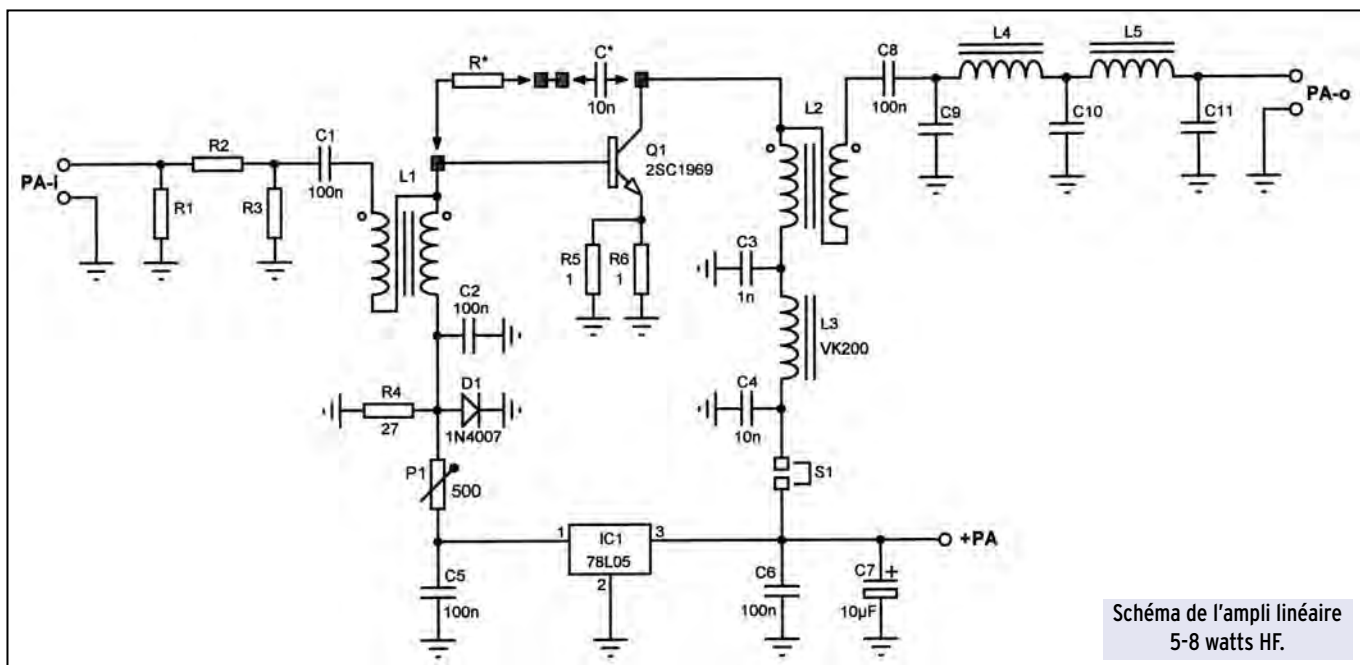 L4
L5
C8
100n
R*
C*
10n
C9
C10
C11
PA-o
L2
PA-i
R2
C1
100n
R1
R3
L1
Q1
2SC1969
R5
1
R6
1
C2
100n
C3
1n
L3
VK200
R4
27
D1
1N4007
C4
10n
P1
500
S1
1
IC1
78L05
3
2
+PA
C5
100n
C6
100n
C7
+
10µF
Schéma de l'ampli linéaire
5-8 watts HF.